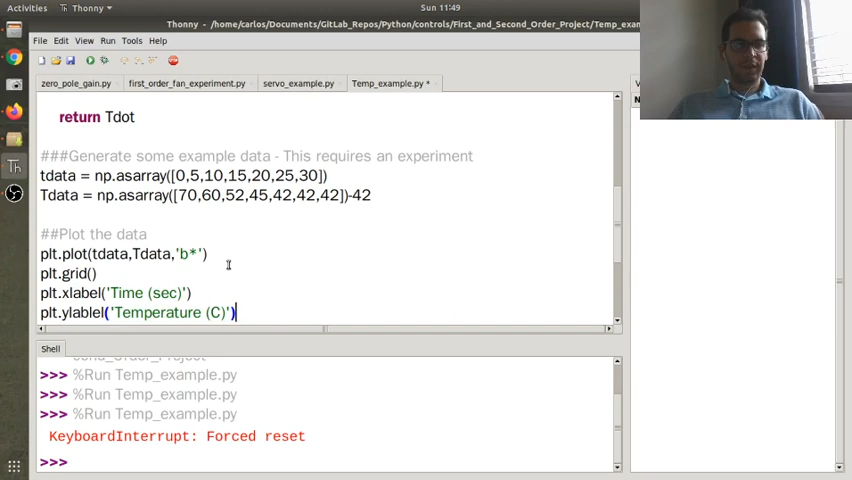 Activities
Thonny
Sun 11:49
Thonny - /home/carlos/Documents/GitLab_Repos/Python/controls/First_and_Second_Order_Project/Temp_exam
File Edit View Run Tools Help
zero_pole_gain.py
first_order_fan_experiment.py
servo_example.py
Temp_example.py *
return Tdot
###Generate some example data - This requires an experiment
tdata = np.asarray([0,5,10,15,20,25,30])
Tdata = np.asarray([70,60,52,45,42,42,42])-42
##Plot the data
plt.plot(tdata,Tdata,'b*')
plt.grid()
plt.xlabel('Time (sec)')
plt.ylablel('Temperature (C)')
Shell
>>> %Run Temp_example.py
>>> %Run Temp_example.py
>>> %Run Temp_example.py
KeyboardInterrupt: Forced reset
>>>